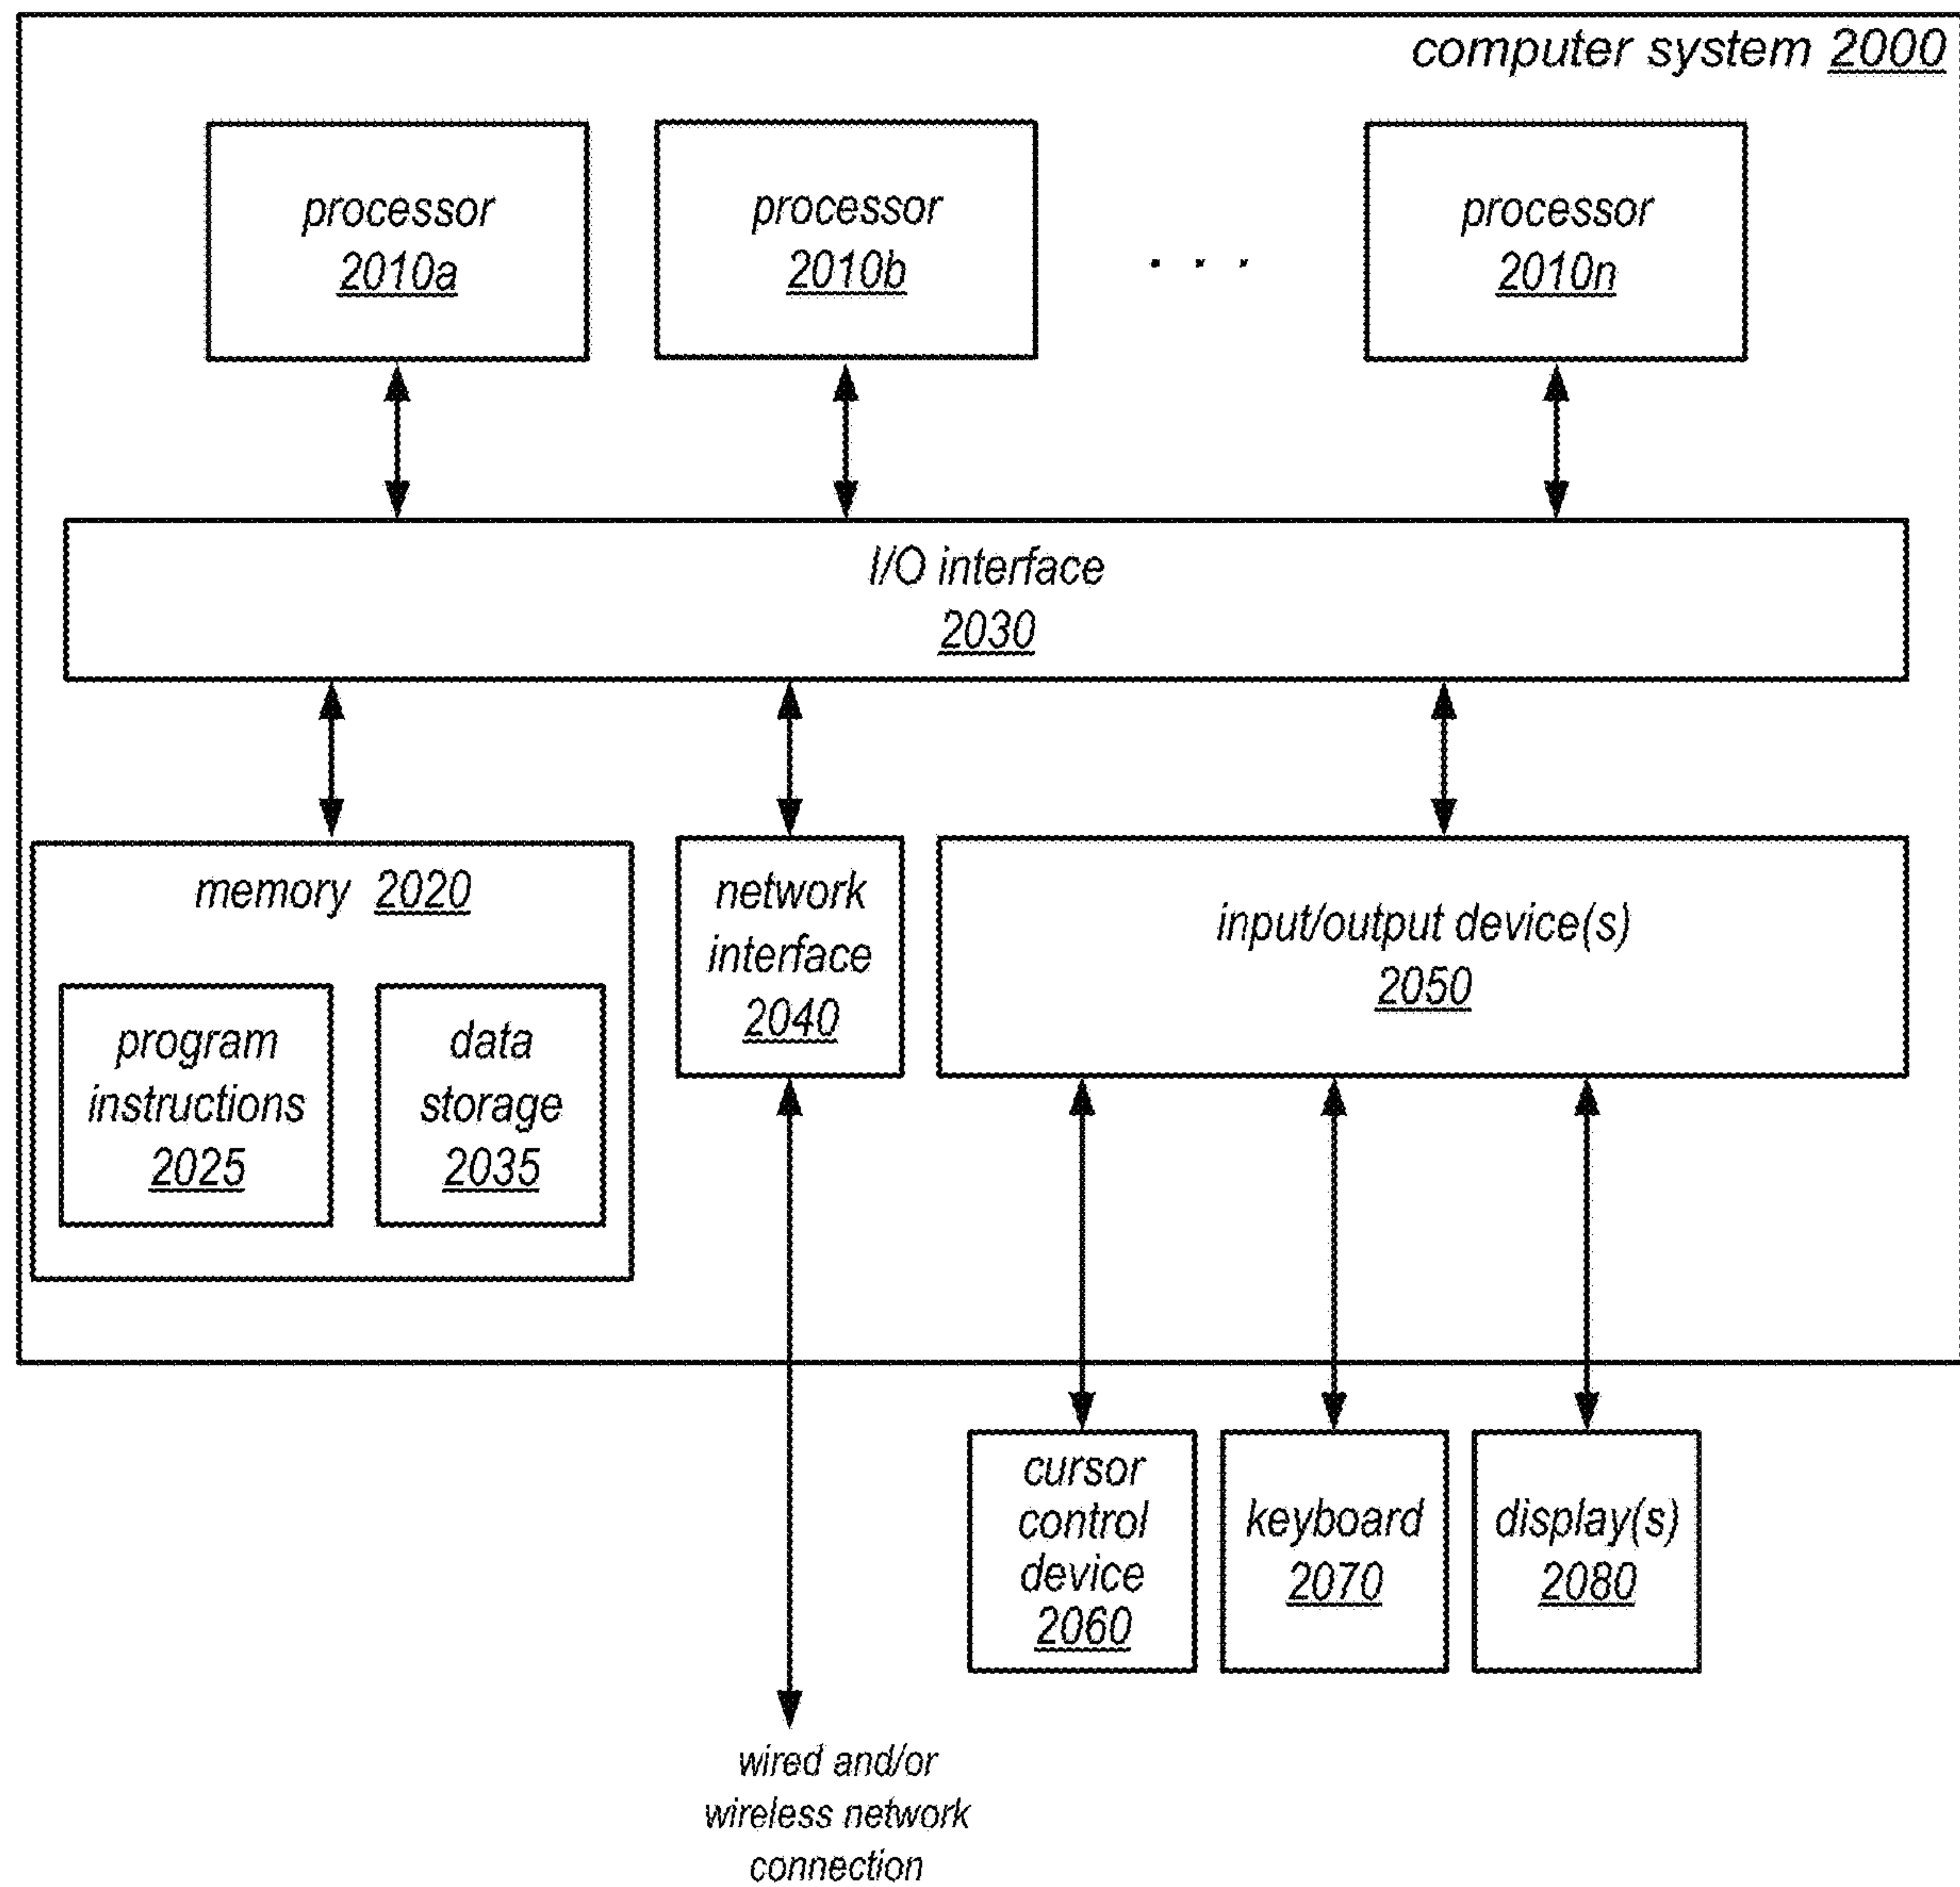 computer system 2000
processor
2010a
processor
2010b
. . .
processor
2010n
I/O interface
2030
memory 2020
program
instructions
2025
data
storage
2035
network
interface
2040
input/output device(s)
2050
cursor
control
device
2060
keyboard
2070
display(s)
2080
wired and/or
wireless network
connection